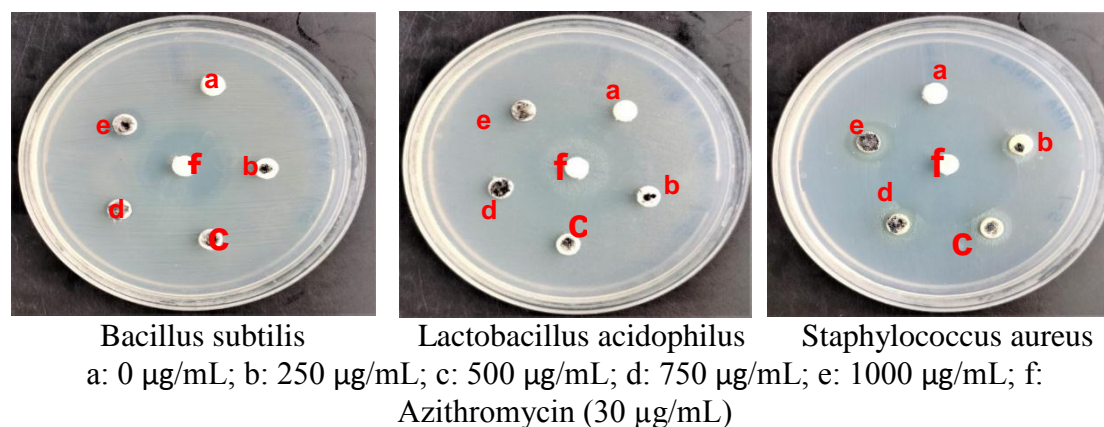 a
e
f
b
d
c
a
e
f
b
d
c
a
e
b
f
d
c
Bacillus subtilis Lactobacillus acidophilus Staphylococcus aureus
a: 0 µg/mL; b: 250 µg/mL; c: 500 µg/mL; d: 750 µg/mL; e: 1000 µg/mL; f:
Azithromycin (30 µg/mL)